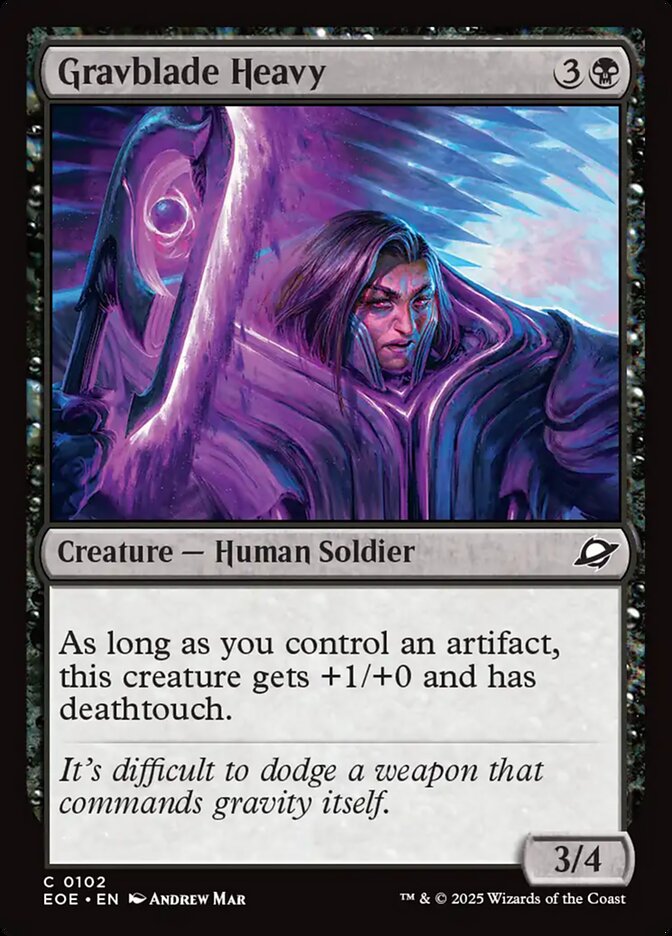 Gravblade Heavy 3
Creature — Human Soldier
As long as you control an artifact,
this creature gets +1/+0 and has
deathtouch.
It's difficult to dodge a weapon that
commands gravity itself.
3/4
C 0102
EOE • EN Andrew Mar
™ & © 2025 Wizards of the Coast